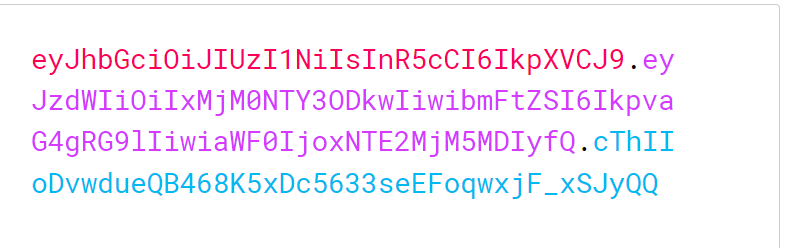 eyJhbGciOiJIUzI1NiIsInR5cCI6IkpXVCJ9.ey
JzdWIiOiIxMjM0NTY3ODkwIiwibmFtZSI6Ikpva
G4gRG9lIiwiaWF0IjoxNTE2MjM5MDIyfQ.cThII
oDvwdueQB468K5xDc5633seEFoqwxjF_xSJyQQ